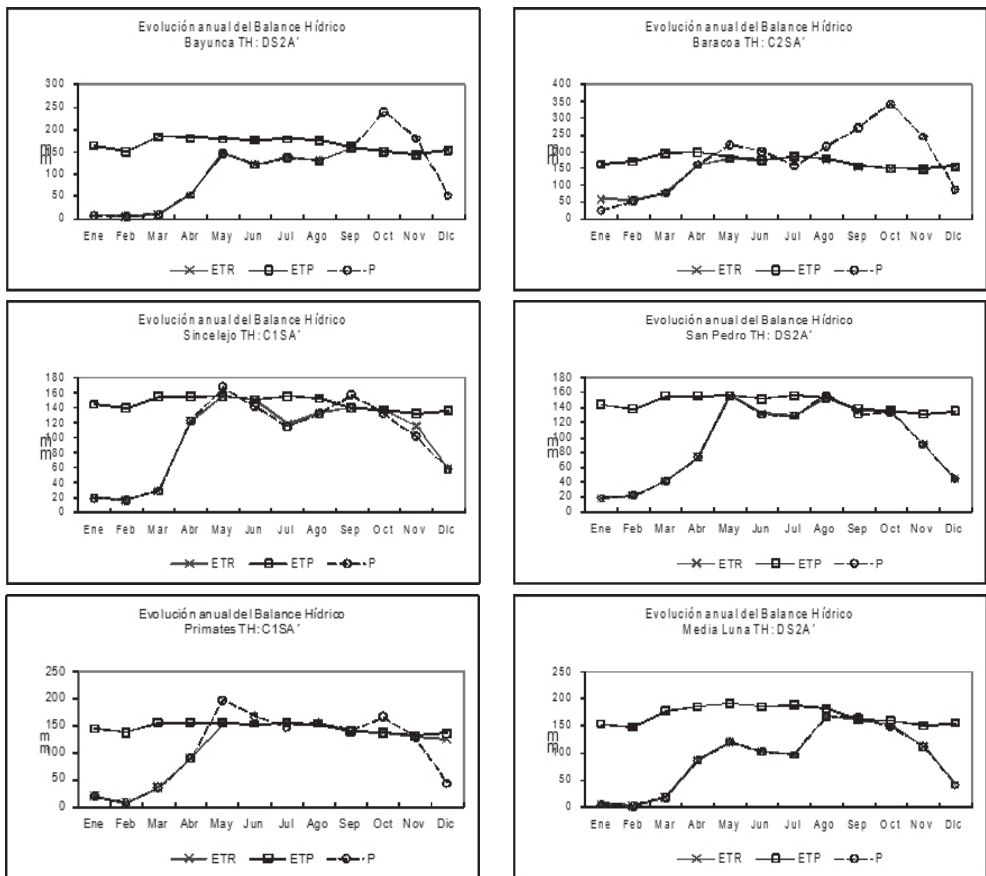 Evolución anual del Balance Hídrico
Bayunca TH: DS2A´
300
250
200
150
100
50
0
mm
Ene Feb Mar Abr May Jun Jul Ago Sep Oct Nov Dic
ETR ETP P
Evolución anual del Balance Hídrico
Baracoa TH: C2SA´
400
350
300
250
200
150
100
50
0
mm
Ene Feb Mar Abr May Jun Jul Ago Sep Oct Nov Dic
ETR ETP P
Evolución anual del Balance Hídrico
Sincelejo TH: C1SA´
180
160
140
120
100
80
60
40
20
0
mm
Ene Feb Mar Abr May Jun Jul Ago Sep Oct Nov Dic
ETR ETP P
Evolución anual del Balance Hídrico
San Pedro TH: DS2A´
180
160
140
120
100
80
60
40
20
0
mm
Ene Feb Mar Abr May Jun Jul Ago Sep Oct Nov Dic
ETR ETP P
Evolución anual del Balance Hídrico
Primates TH: C1SA´
250
200
150
100
50
0
mm
Ene Feb Mar Abr May Jun Jul Ago Sep Oct Nov Dic
ETR ETP P
Evolución anual del Balance Hídrico
Media Luna TH: DS2A´
250
200
150
100
50
0
mm
Ene Feb Mar Abr May Jun Jul Ago Sep Oct Nov Dic
ETR ETP P